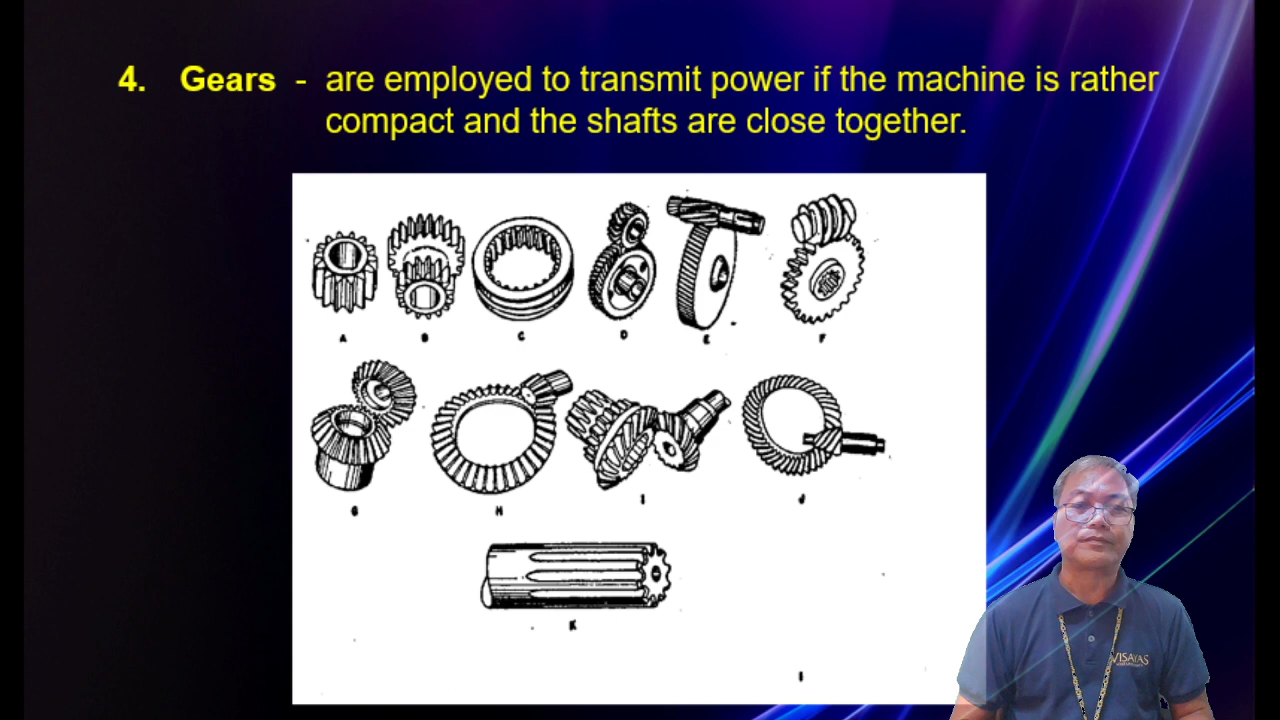 4. Gears - are employed to transmit power if the machine is rather
compact and the shafts are close together.
A B C D E F
G H I J
K
VISAYAS